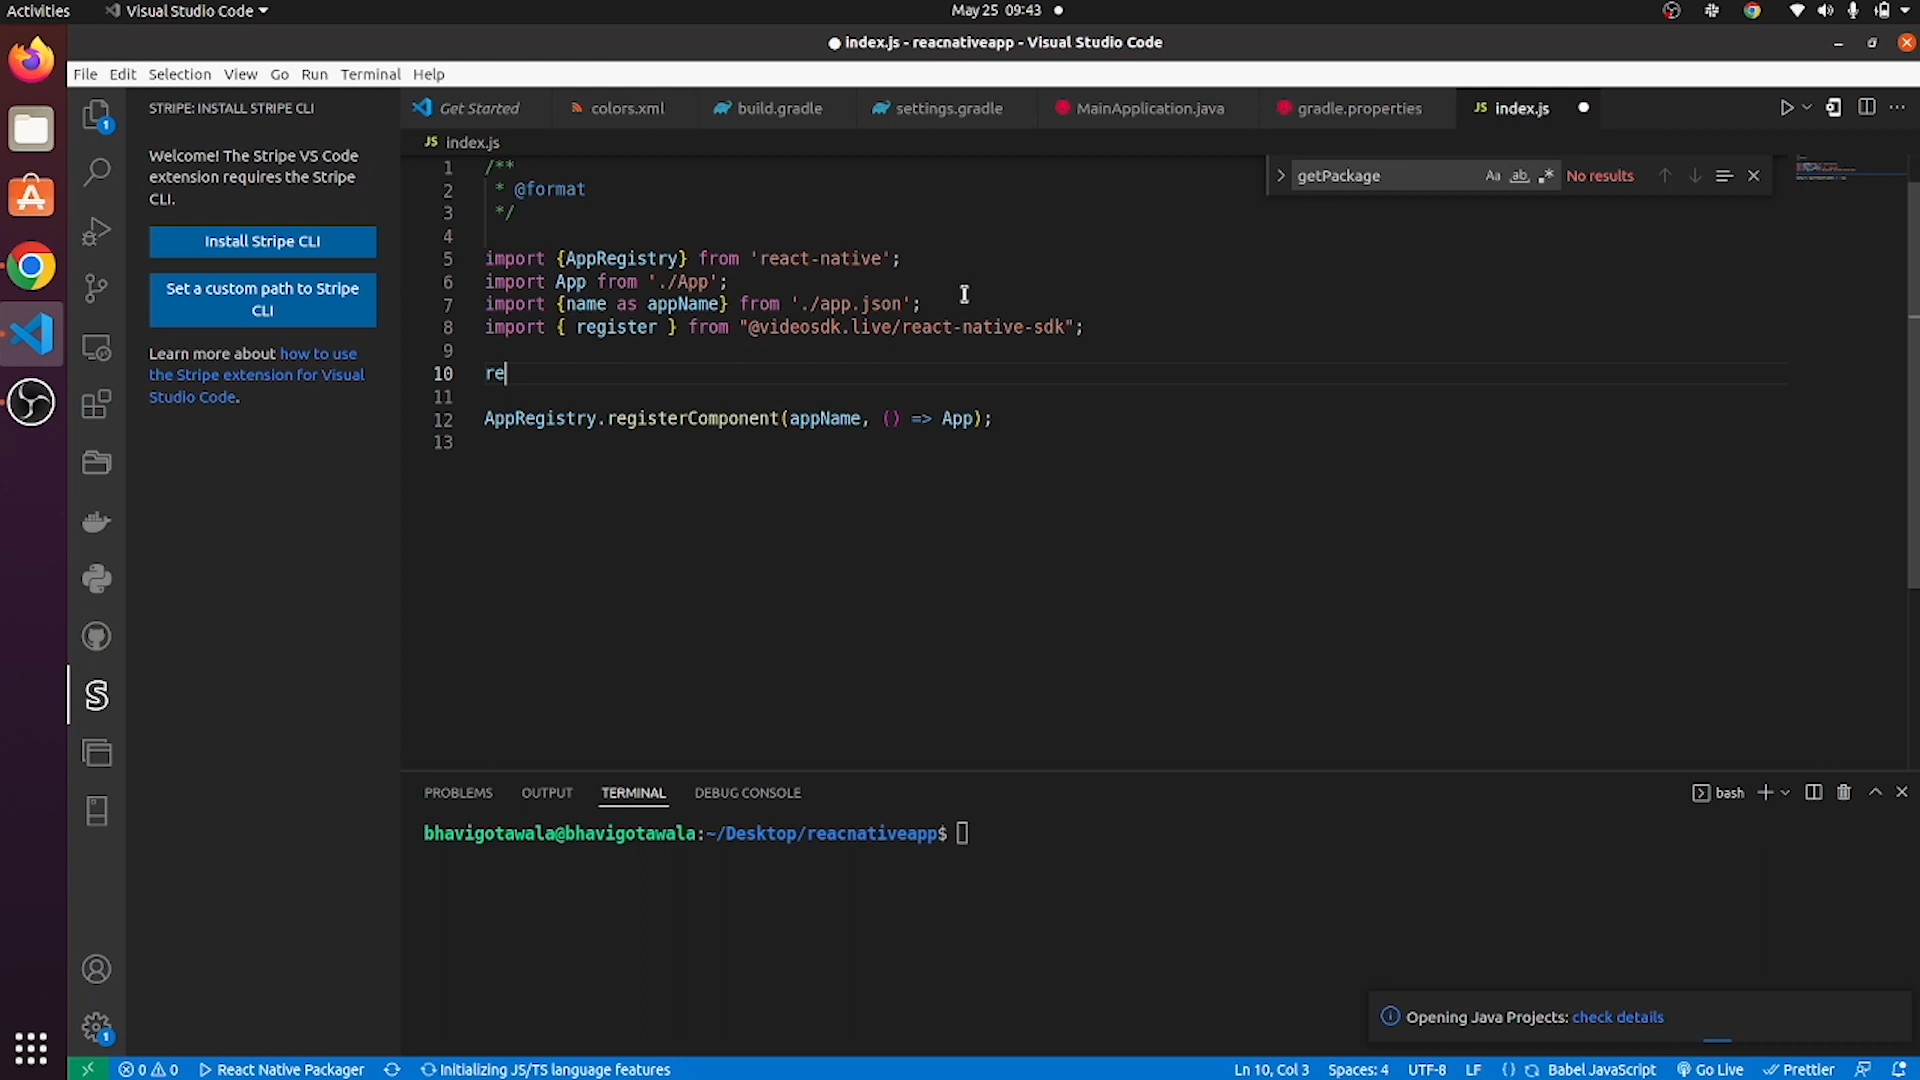 Activities
Visual Studio Code
May 25 09:43
index.js - reacnativeapp - Visual Studio Code
File Edit Selection View Go Run Terminal Help
STRIPE: INSTALL STRIPE CLI
Get Started
colors.xml
build.gradle
settings.gradle
MainApplication.java
gradle.properties
JS index.js
JS index.js
Welcome! The Stripe VS Code
extension requires the Stripe
CLI.
Install Stripe CLI
Set a custom path to Stripe
CLI
Learn more about how to use
the Stripe extension for Visual
Studio Code.
getPackage
Aa ab .*
No results
1 /**
2 * @format
3 */
4
5 import {AppRegistry} from 'react-native';
6 import App from './App';
7 import {name as appName} from './app.json';
8 import { register } from "@videosdk.live/react-native-sdk";
9
10 re
11
12 AppRegistry.registerComponent(appName, () => App);
13
PROBLEMS OUTPUT TERMINAL DEBUG CONSOLE
bash
bhavigotawala@bhavigotawala:~/Desktop/reacnativeapp$
Opening Java Projects: check details
1
1
0 0 React Native Packager Initializing JS/TS language features
Ln 10, Col 3 Spaces: 4 UTF-8 LF {} Babel JavaScript Go Live Prettier